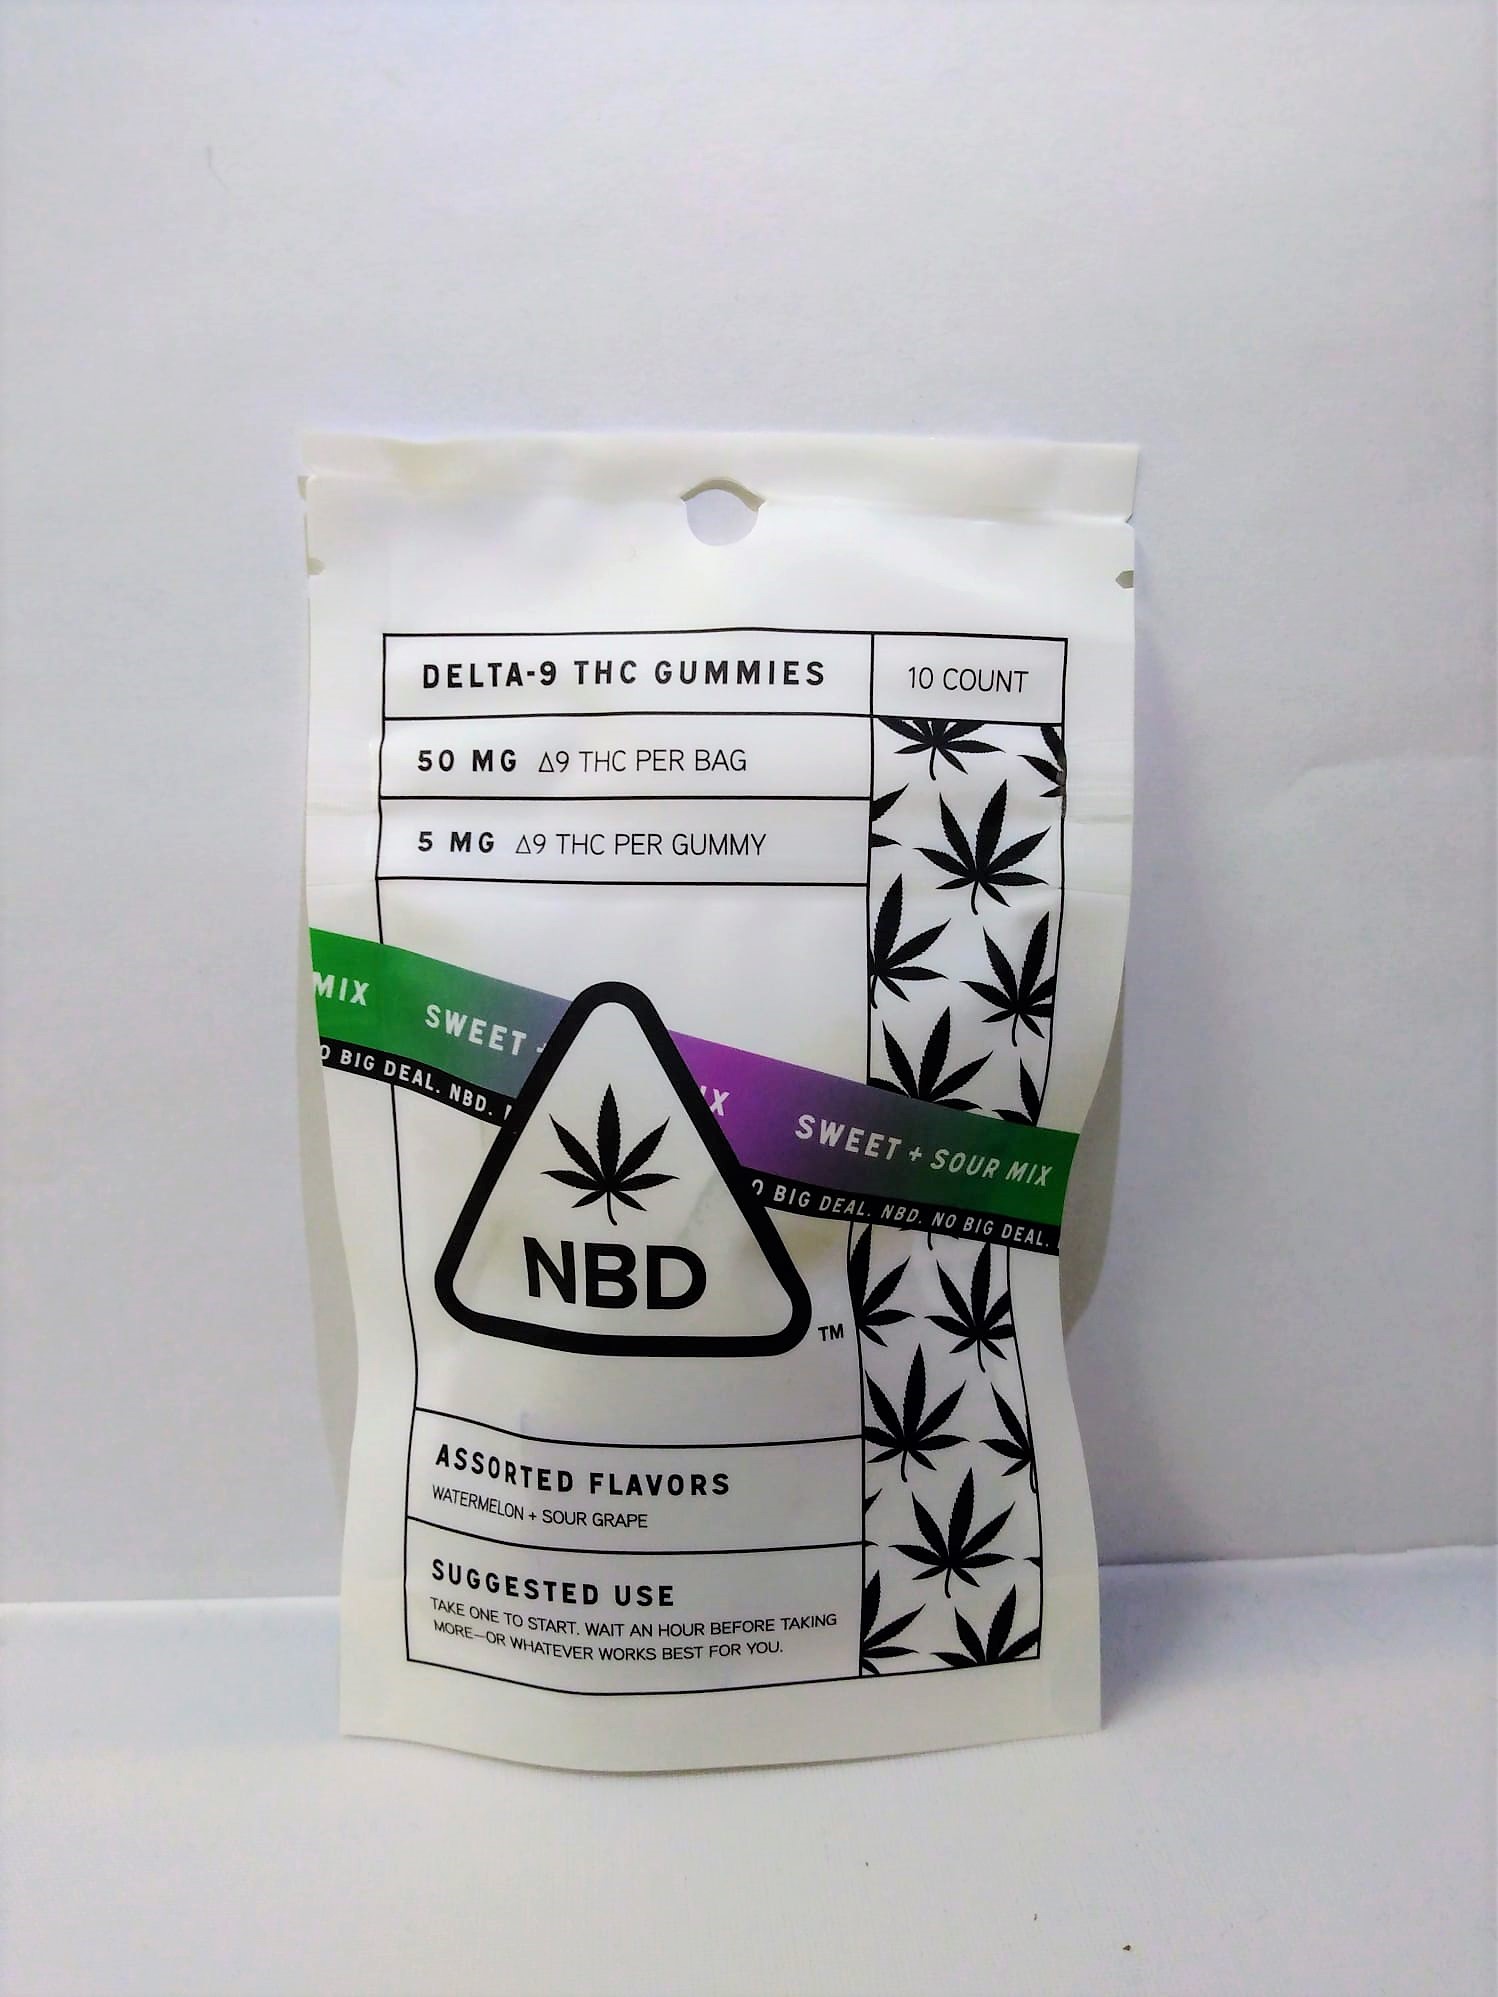 DELTA-9 THC GUMMIES
10 COUNT
50 MG Δ9 THC PER BAG
5 MG Δ9 THC PER GUMMY
MIX SWEET + IX SWEET + SOUR MIX
O BIG DEAL. NBD. O BIG DEAL. NBD. NO BIG DEAL.
NBD
TM
ASSORTED FLAVORS
WATERMELON + SOUR GRAPE
SUGGESTED USE
TAKE ONE TO START. WAIT AN HOUR BEFORE TAKING
MORE—OR WHATEVER WORKS BEST FOR YOU.